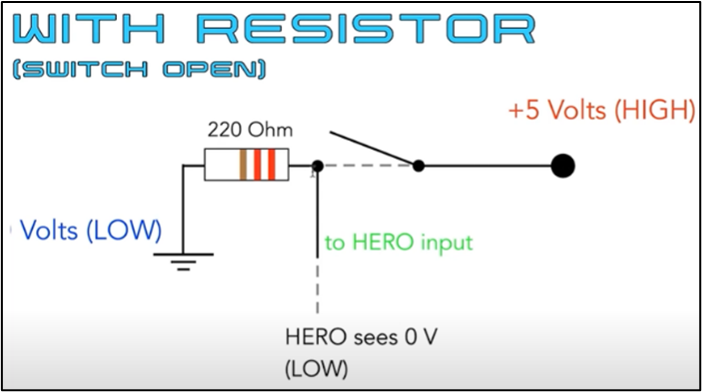 WITH RESISTOR
(SWITCH OPEN)
+5 Volts (HIGH)
220 Ohm
Volts (LOW)
to HERO input
HERO sees 0 V
(LOW)